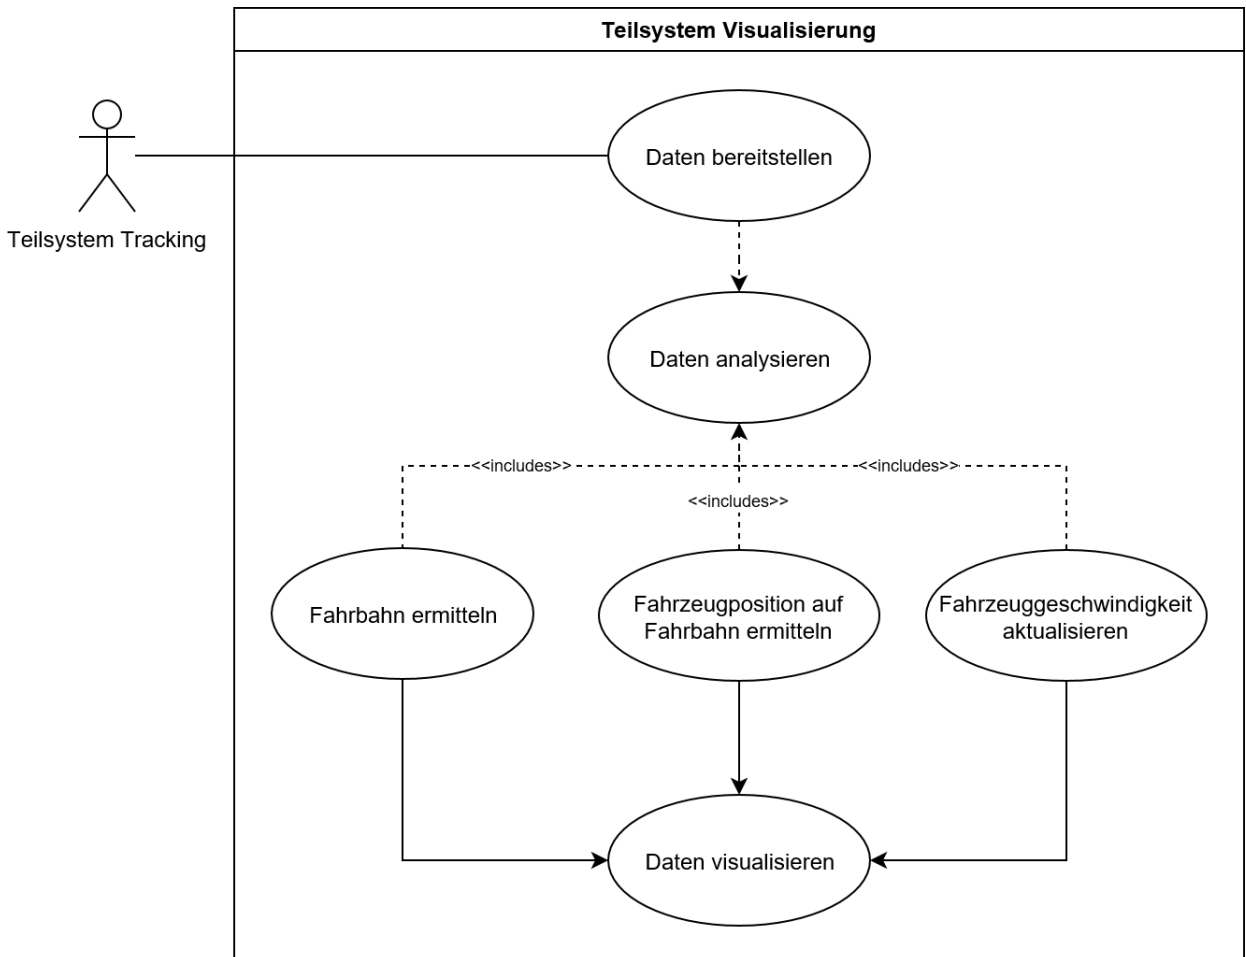 Teilsystem Visualisierung
Daten bereitstellen
Teilsystem Tracking
Daten analysieren
<<includes>>
<<includes>>
<<includes>>
Fahrbahn ermitteln
Fahrzeugposition auf
Fahrbahn ermitteln
Fahrzeuggeschwindigkeit
aktualisieren
Daten visualisieren